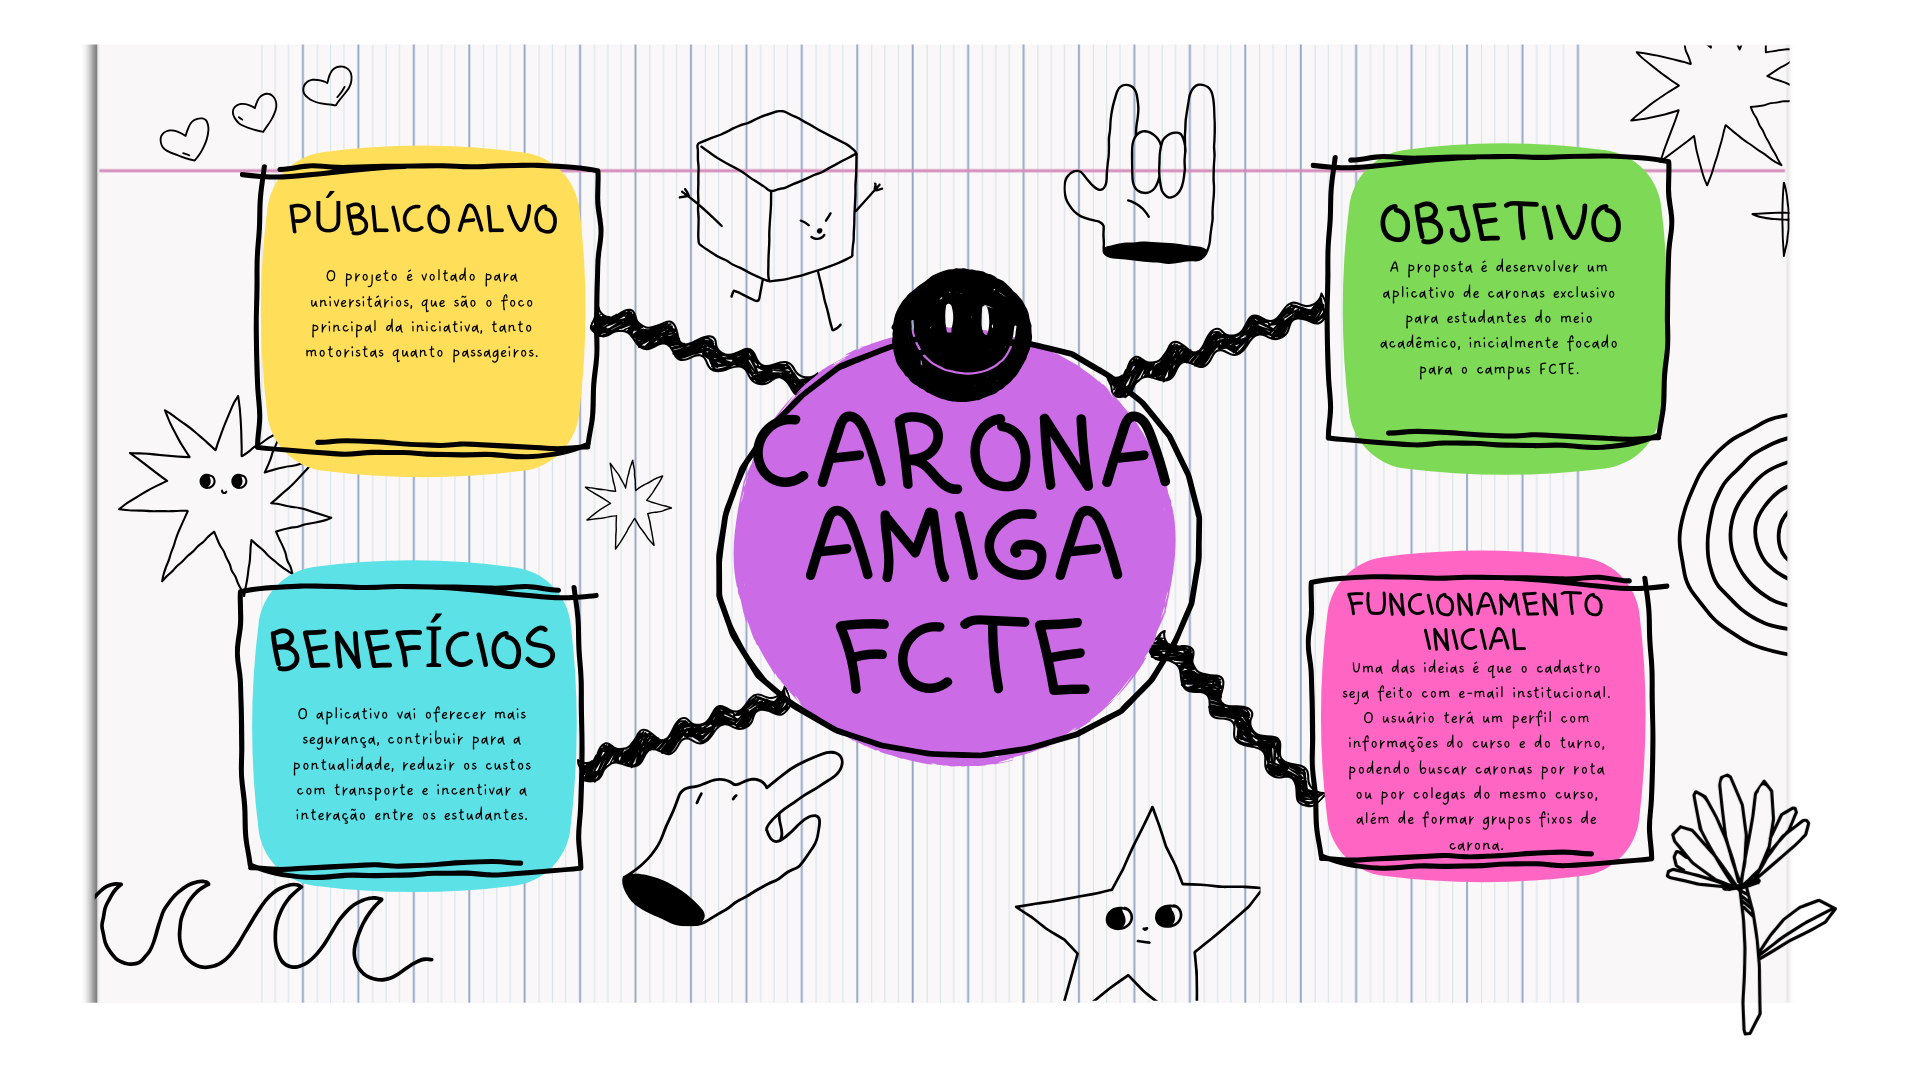 PÚBLICO ALVO
O projeto é voltado para
universitários, que são o foco
principal da iniciativa, tanto
motoristas quanto passageiros.
OBJETIVO
A proposta é desenvolver um
aplicativo de caronas exclusivo
para estudantes do meio
acadêmico, inicialmente focado
para o campus FCTE.
CARONA
AMIGA
FCTE
BENEFÍCIOS
O aplicativo vai oferecer mais
segurança, contribuir para a
pontualidade, reduzir os custos
com transporte e incentivar a
interação entre os estudantes.
FUNCIONAMENTO
INICIAL
Uma das ideias é que o cadastro
seja feito com e-mail institucional.
O usuário terá um perfil com
informações do curso e do turno,
podendo buscar caronas por rota
ou por colegas do mesmo curso,
além de formar grupos fixos de
carona.